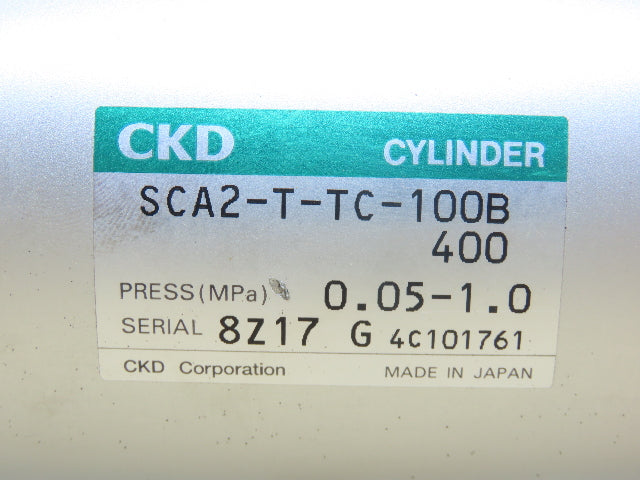 CKD CYLINDER
SCA2-T-TC-100B
400
PRESS(MPa) 0.05-1.0
SERIAL 8Z17 G 4C101761
CKD Corporation MADE IN JAPAN